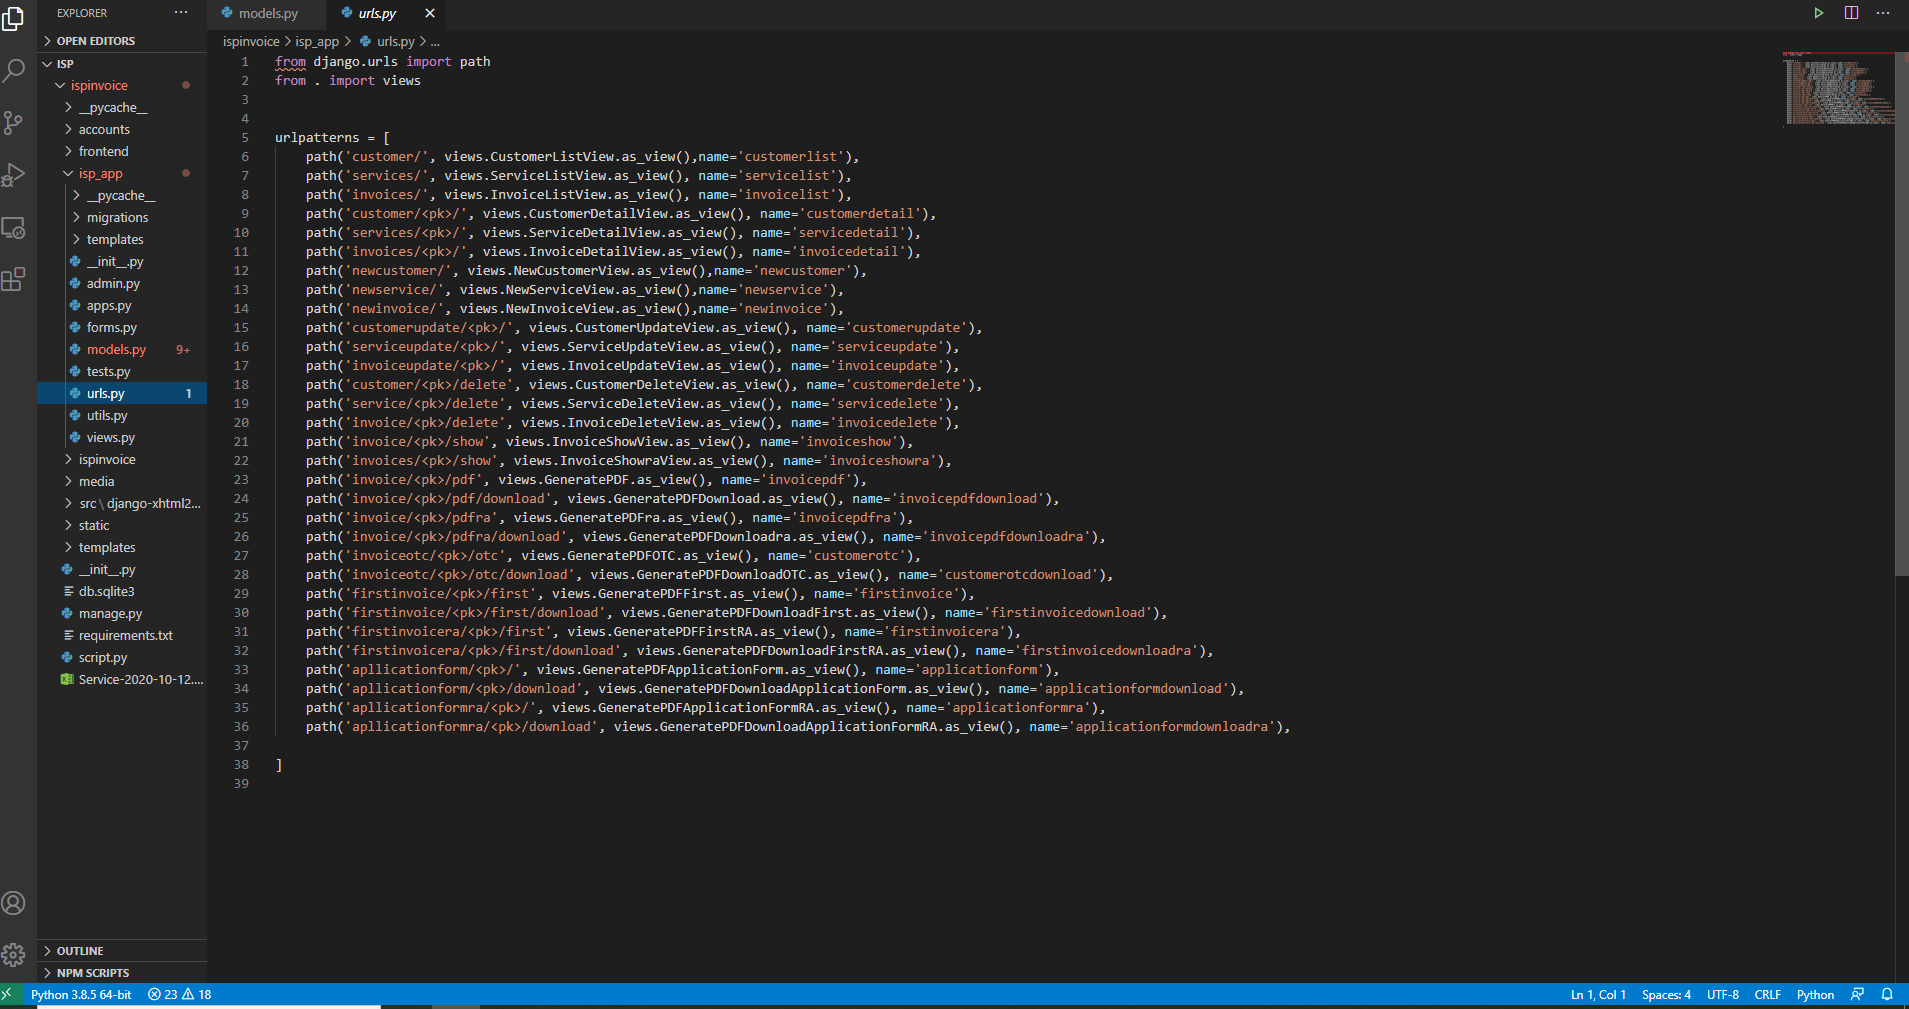 EXPLORER
OPEN EDITORS
ISP
ispinvoice
__pycache__
accounts
frontend
isp_app
__pycache__
migrations
templates
__init__.py
admin.py
apps.py
forms.py
models.py 9+
tests.py
urls.py 1
utils.py
views.py
ispinvoice
media
src\django-xhtml2...
static
templates
__init__.py
db.sqlite3
manage.py
requirements.txt
script.py
Service-2020-10-12....
OUTLINE
NPM SCRIPTS
models.py urls.py
ispinvoice > isp_app > urls.py > ...
1 from django.urls import path
2 from . import views
3
4
5 urlpatterns = [
6 path('customer/', views.CustomerListView.as_view(),name='customerlist'),
7 path('services/', views.ServiceListView.as_view(), name='servicelist'),
8 path('invoices/', views.InvoiceListView.as_view(), name='invoicelist'),
9 path('customer/<pk>/', views.CustomerDetailView.as_view(), name='customerdetail'),
10 path('services/<pk>/', views.ServiceDetailView.as_view(), name='servicedetail'),
11 path('invoices/<pk>/', views.InvoiceDetailView.as_view(), name='invoicedetail'),
12 path('newcustomer/', views.NewCustomerView.as_view(),name='newcustomer'),
13 path('newservice/', views.NewServiceView.as_view(),name='newservice'),
14 path('newinvoice/', views.NewInvoiceView.as_view(),name='newinvoice'),
15 path('customerupdate/<pk>/', views.CustomerUpdateView.as_view(), name='customerupdate'),
16 path('serviceupdate/<pk>/', views.ServiceUpdateView.as_view(), name='serviceupdate'),
17 path('invoiceupdate/<pk>/', views.InvoiceUpdateView.as_view(), name='invoiceupdate'),
18 path('customer/<pk>/delete', views.CustomerDeleteView.as_view(), name='customerdelete'),
19 path('service/<pk>/delete', views.ServiceDeleteView.as_view(), name='servicedelete'),
20 path('invoice/<pk>/delete', views.InvoiceDeleteView.as_view(), name='invoicedelete'),
21 path('invoice/<pk>/show', views.InvoiceShowView.as_view(), name='invoiceshow'),
22 path('invoices/<pk>/show', views.InvoiceShowraView.as_view(), name='invoiceshowra'),
23 path('invoice/<pk>/pdf', views.GeneratePDF.as_view(), name='invoicepdf'),
24 path('invoice/<pk>/pdf/download', views.GeneratePDFDownload.as_view(), name='invoicepdfdownload'),
25 path('invoice/<pk>/pdfra', views.GeneratePDFra.as_view(), name='invoicepdfra'),
26 path('invoice/<pk>/pdfra/download', views.GeneratePDFDownloadra.as_view(), name='invoicepdfdownloadra'),
27 path('invoiceotc/<pk>/otc', views.GeneratePDFOTC.as_view(), name='customerotc'),
28 path('invoiceotc/<pk>/otc/download', views.GeneratePDFDownloadOTC.as_view(), name='customerotcdownload'),
29 path('firstinvoice/<pk>/first', views.GeneratePDFFirst.as_view(), name='firstinvoice'),
30 path('firstinvoice/<pk>/first/download', views.GeneratePDFDownloadFirst.as_view(), name='firstinvoicedownload'),
31 path('firstinvoicera/<pk>/first', views.GeneratePDFFirstRA.as_view(), name='firstinvoicera'),
32 path('firstinvoicera/<pk>/first/download', views.GeneratePDFDownloadFirstRA.as_view(), name='firstinvoicedownloadra'),
33 path('apllicationform/<pk>/', views.GeneratePDFApplicationForm.as_view(), name='applicationform'),
34 path('apllicationform/<pk>/download', views.GeneratePDFDownloadApplicationForm.as_view(), name='applicationformdownload'),
35 path('apllicationformra/<pk>/', views.GeneratePDFApplicationFormRA.as_view(), name='applicationformra'),
36 path('apllicationformra/<pk>/download', views.GeneratePDFDownloadApplicationFormRA.as_view(), name='applicationformdownloadra'),
37
38 ]
39
Python 3.8.5 64-bit 23 18 Ln 1, Col 1 Spaces: 4 UTF-8 CRLF Python